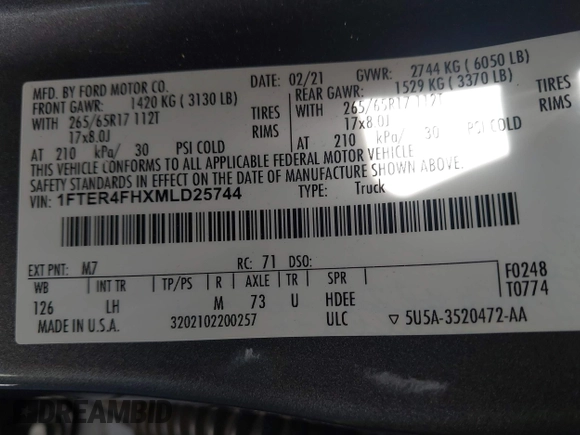 MFD. BY FORD MOTOR CO.
DATE: 02/21 GVWR: 2744 KG ( 6050 LB)
FRONT GAWR: 1420 KG ( 3130 LB) REAR GAWR: 1529 KG ( 3370 LB)
WITH 265/65R17 112T TIRES WITH 265/65R17 112T TIRES
17x8.0J RIMS 17x8.0J RIMS
AT 210 kPa/ 30 PSI COLD AT 210 kPa/ 30 PSI COLD
THIS VEHICLE CONFORMS TO ALL APPLICABLE FEDERAL MOTOR VEHICLE
SAFETY STANDARDS IN EFFECT ON THE DATE OF MANUFACTURE SHOWN ABOVE.
VIN: 1FTER4FHXMLD25744 TYPE: Truck
EXT PNT: M7 RC: 71 DSO:
WB INT TR TP/PS R AXLE TR SPR F0248
126 LH M 73 U HDEE T0774
MADE IN U.S.A. 3202102200257 ULC ▽ 5U5A-3520472-AA
DREAMBID